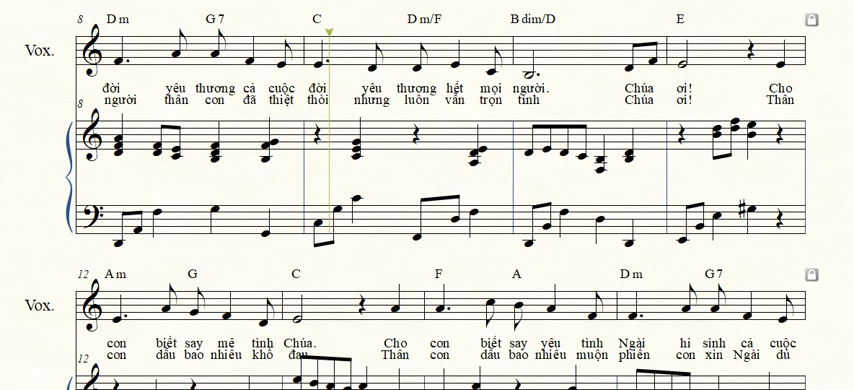 8 Dm G7 C Dm/F Bdim/D E
Vox.
đời yêu thương cả cuộc đời yêu thương hết mọi người. Chúa ơi! Cho
người thân con đã thiệt thòi nhưng luôn vẫn trọn tình Chúa ơi! Thân
8
12 Am G C F A Dm G7
Vox.
con biết say mê tình Chúa. Cho con biết say yêu tình Ngài hi sinh cả cuộc
con dẫu bao nhiêu khổ đau Thân con dẫu bao nhiêu muộn phiền con xin Ngài dủ
12